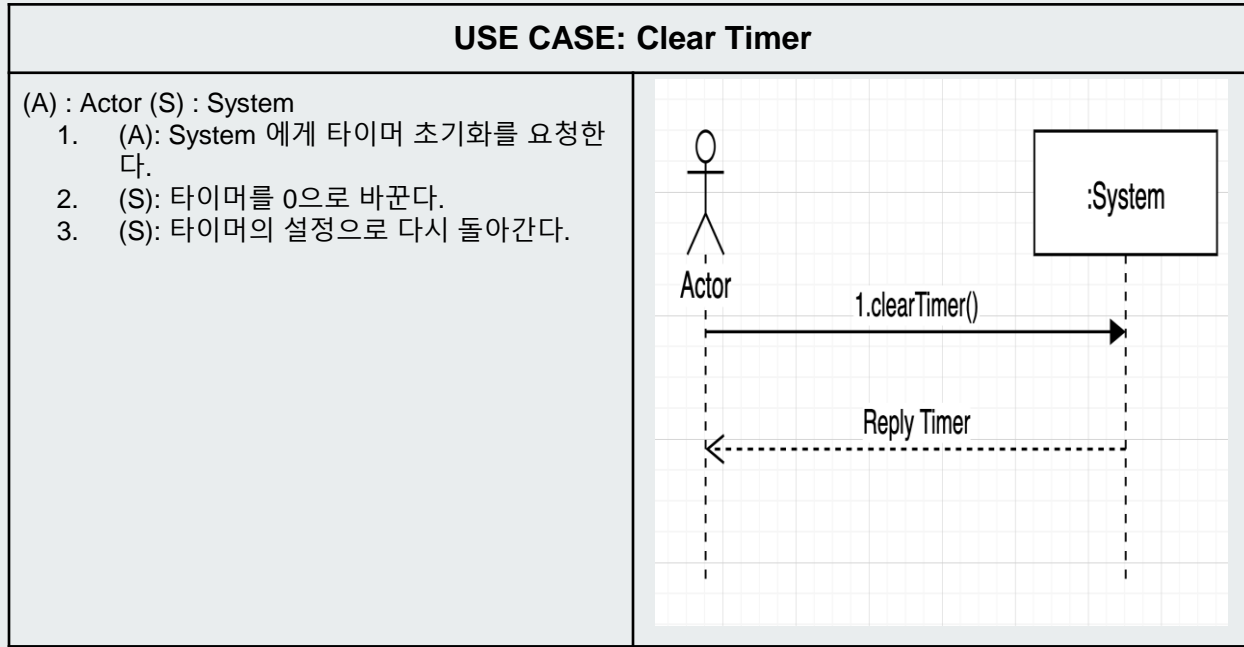 USE CASE: Clear Timer
(A) : Actor (S) : System
1. (A): System 에게 타이머 초기화를 요청한
다.
2. (S): 타이머를 0으로 바꾼다.
3. (S): 타이머의 설정으로 다시 돌아간다.
:System
Actor
1.clearTimer()
Reply Timer